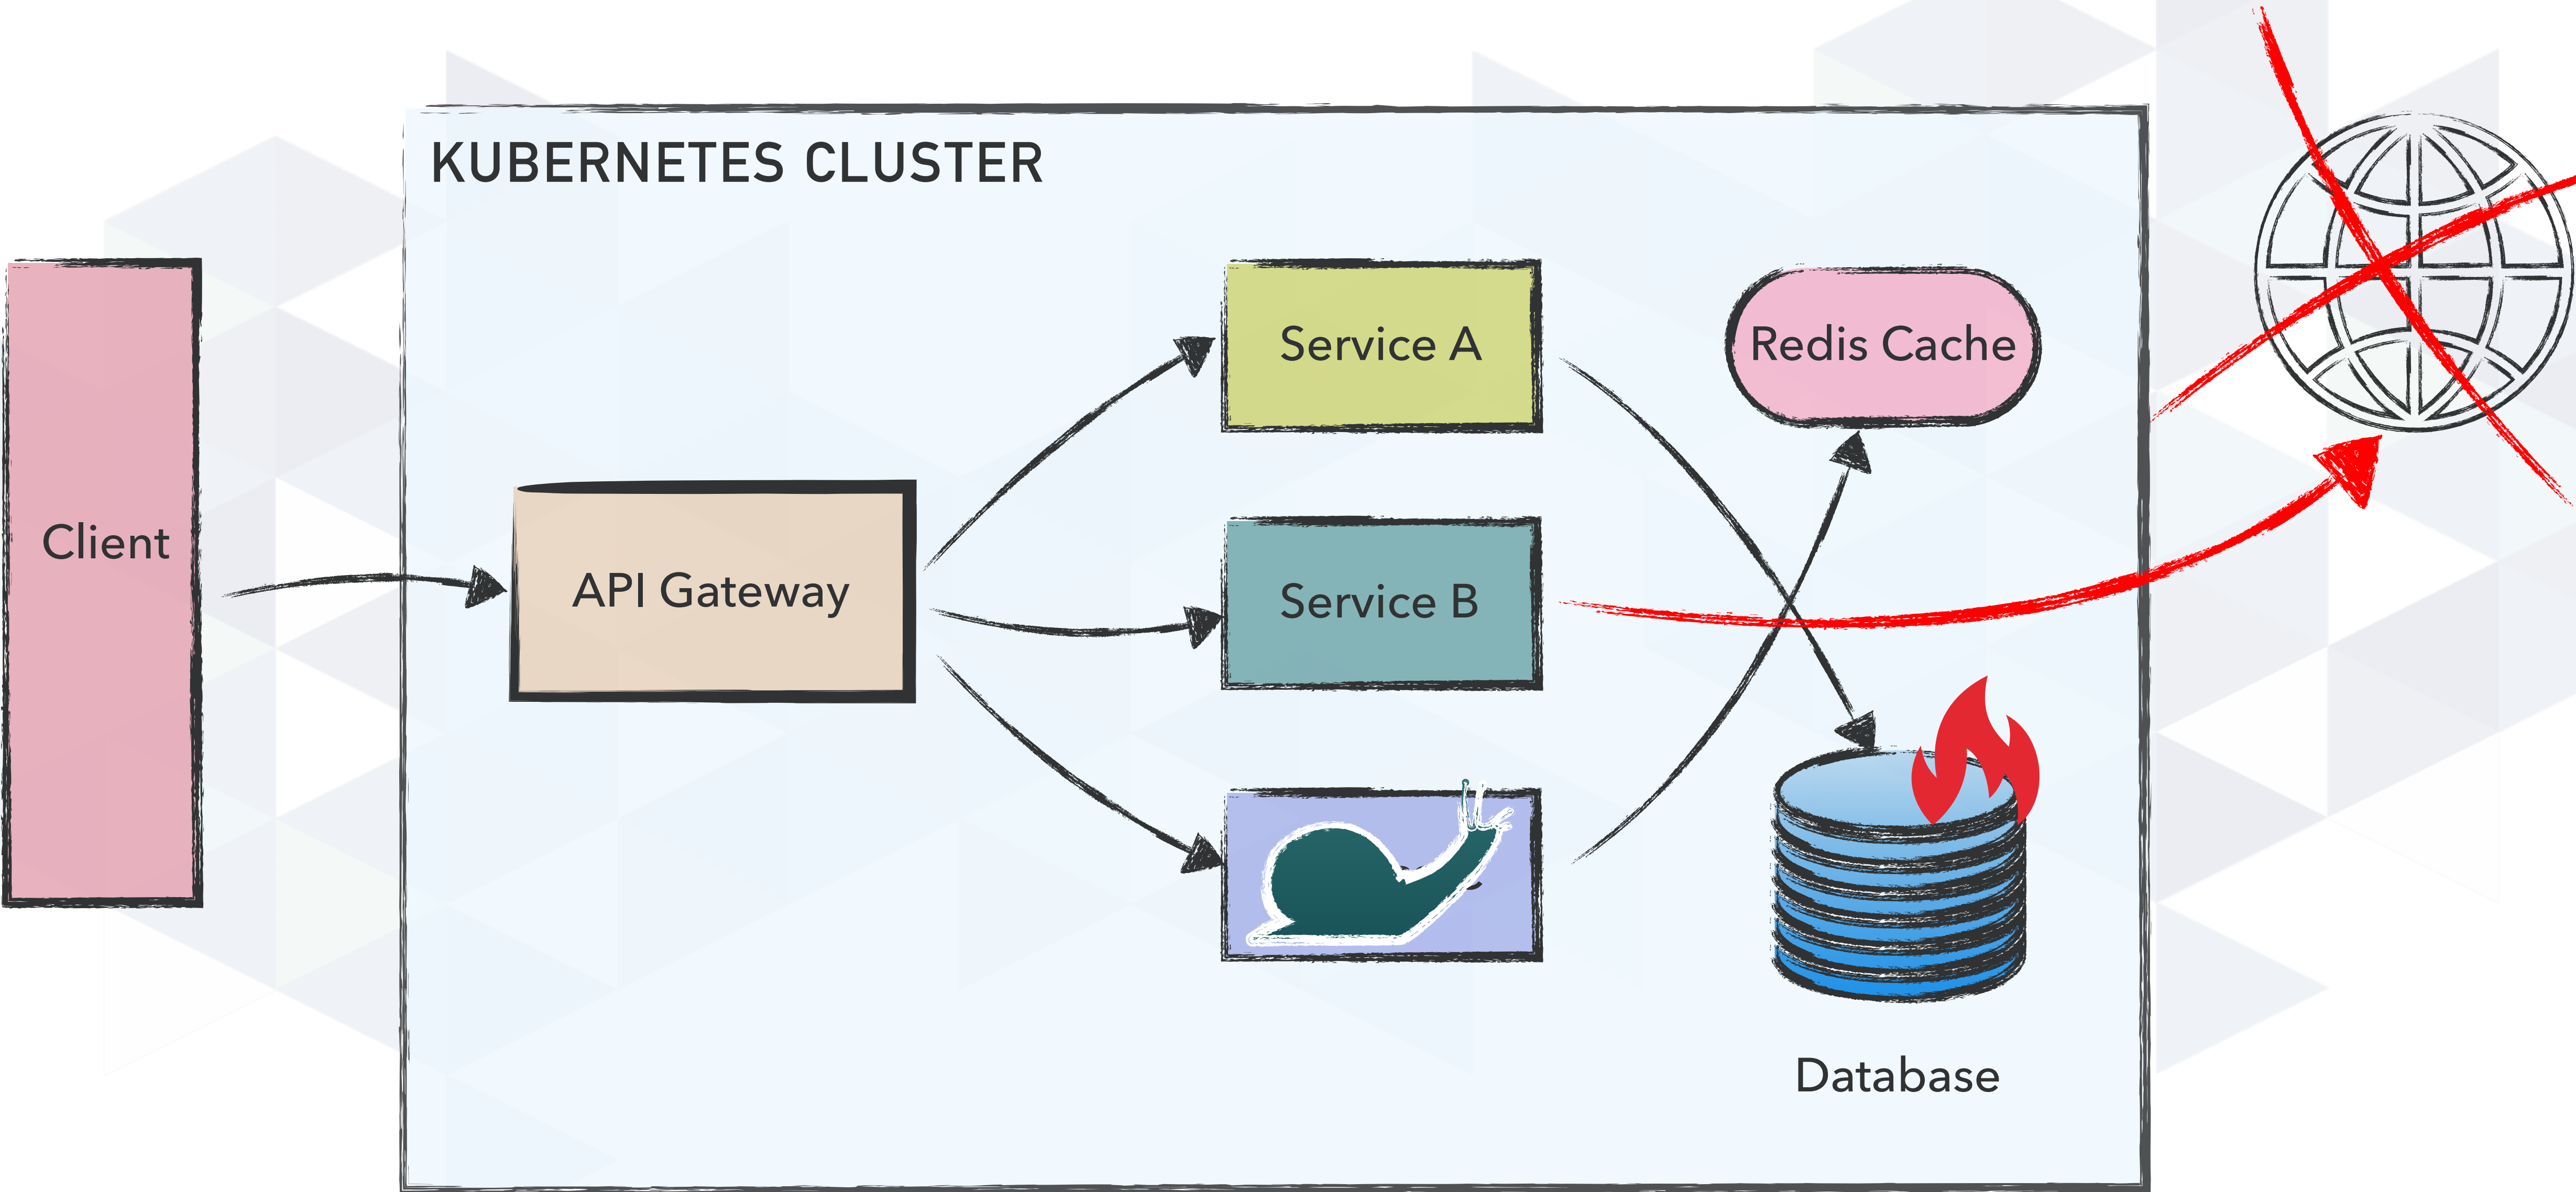 KUBERNETES CLUSTER
Client
API Gateway
Service A
Service B
Redis Cache
Database